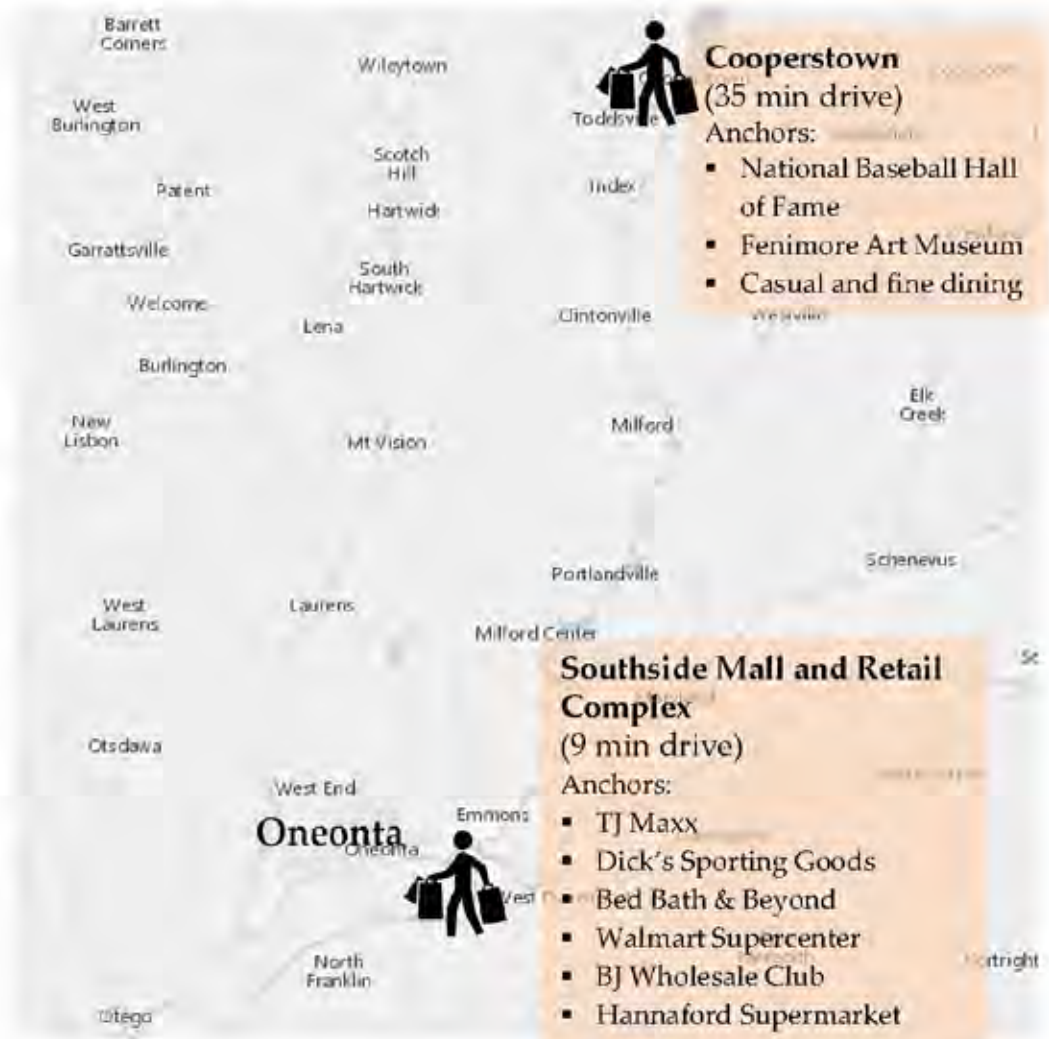 Barrett
Corners
Wileytown
West
Burlington
Toddsville
Scotch
Hill
Patent
Index
Hartwick
Garrattsville
South
Hartwick
Welcome
Lena
Clintonville
Westville
Burlington
New
Lisbon
Mt Vision
Milford
Elk
Creek
Cooperstown
(35 min drive)
Anchors:
▪ National Baseball Hall
of Fame
▪ Fenimore Art Museum
▪ Casual and fine dining
Portlandville
Schenevus
West
Laurens
Laurens
Milford Center
Otsdawa
West End
Emmons
Oneonta
Oneonta
West
North
Franklin
Otego
Southside Mall and Retail
Complex
(9 min drive)
Anchors:
▪ TJ Maxx
▪ Dick's Sporting Goods
▪ Bed Bath & Beyond
▪ Walmart Supercenter
▪ BJ Wholesale Club
▪ Hannaford Supermarket